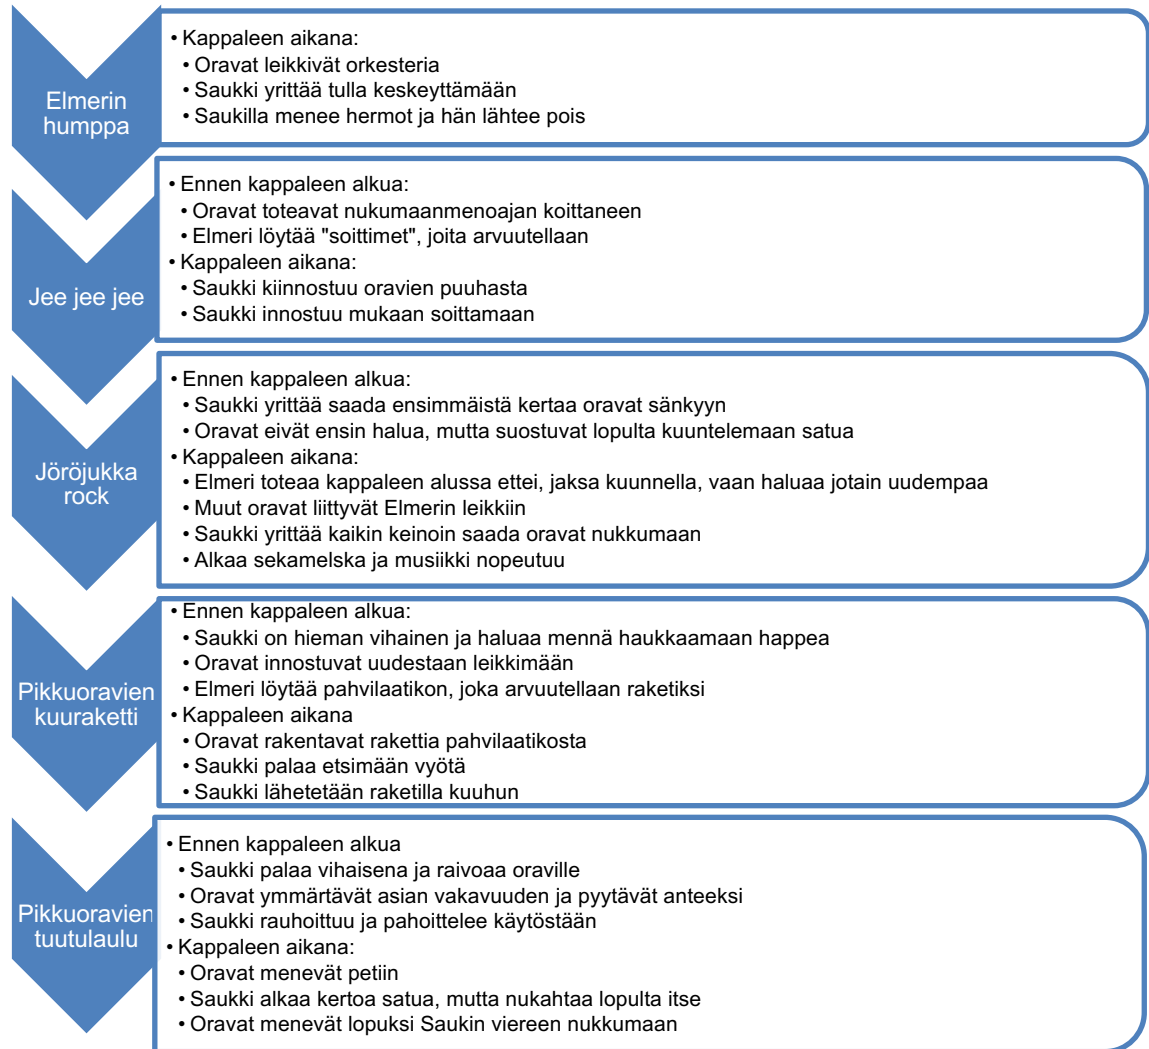 Elmerin
humppa
• Kappaleen aikana:
• Oravat leikkivät orkesteria
• Saukki yrittää tulla keskeyttämään
• Saukilla menee hermot ja hän lähtee pois
Jee jee jee
• Ennen kappaleen alkua:
• Oravat toteavat nukumaanmenoajan koittaneen
• Elmeri löytää "soittimet", joita arvuutellaan
• Kappaleen aikana:
• Saukki kiinnostuu oravien puuhasta
• Saukki innostuu mukaan soittamaan
Jöröjukka
rock
• Ennen kappaleen alkua:
• Saukki yrittää saada ensimmäistä kertaa oravat sänkyyn
• Oravat eivät ensin halua, mutta suostuvat lopulta kuuntelemaan satua
• Kappaleen aikana:
• Elmeri toteaa kappaleen alussa ettei, jaksa kuunnella, vaan haluaa jotain uudempaa
• Muut oravat liittyvät Elmerin leikkiin
• Saukki yrittää kaikin keinoin saada oravat nukkumaan
• Alkaa sekamelska ja musiikki nopeutuu
Pikkuoravien
kuuraketti
• Ennen kappaleen alkua:
• Saukki on hieman vihainen ja haluaa mennä haukkaamaan happea
• Oravat innostuvat uudestaan leikkimään
• Elmeri löytää pahvilaatikon, joka arvuutellaan raketiksi
• Kappaleen aikana
• Oravat rakentavat rakettia pahvilaatikosta
• Saukki palaa etsimään vyötä
• Saukki lähetetään raketilla kuuhun
Pikkuoravien
tuutulaulu
• Ennen kappaleen alkua
• Saukki palaa vihaisena ja raivoaa oraville
• Oravat ymmärtävät asian vakavuuden ja pyytävät anteeksi
• Saukki rauhoittuu ja pahoittelee käytöstään
• Kappaleen aikana:
• Oravat menevät petiin
• Saukki alkaa kertoa satua, mutta nukahtaa lopulta itse
• Oravat menevät lopuksi Saukin viereen nukkumaan